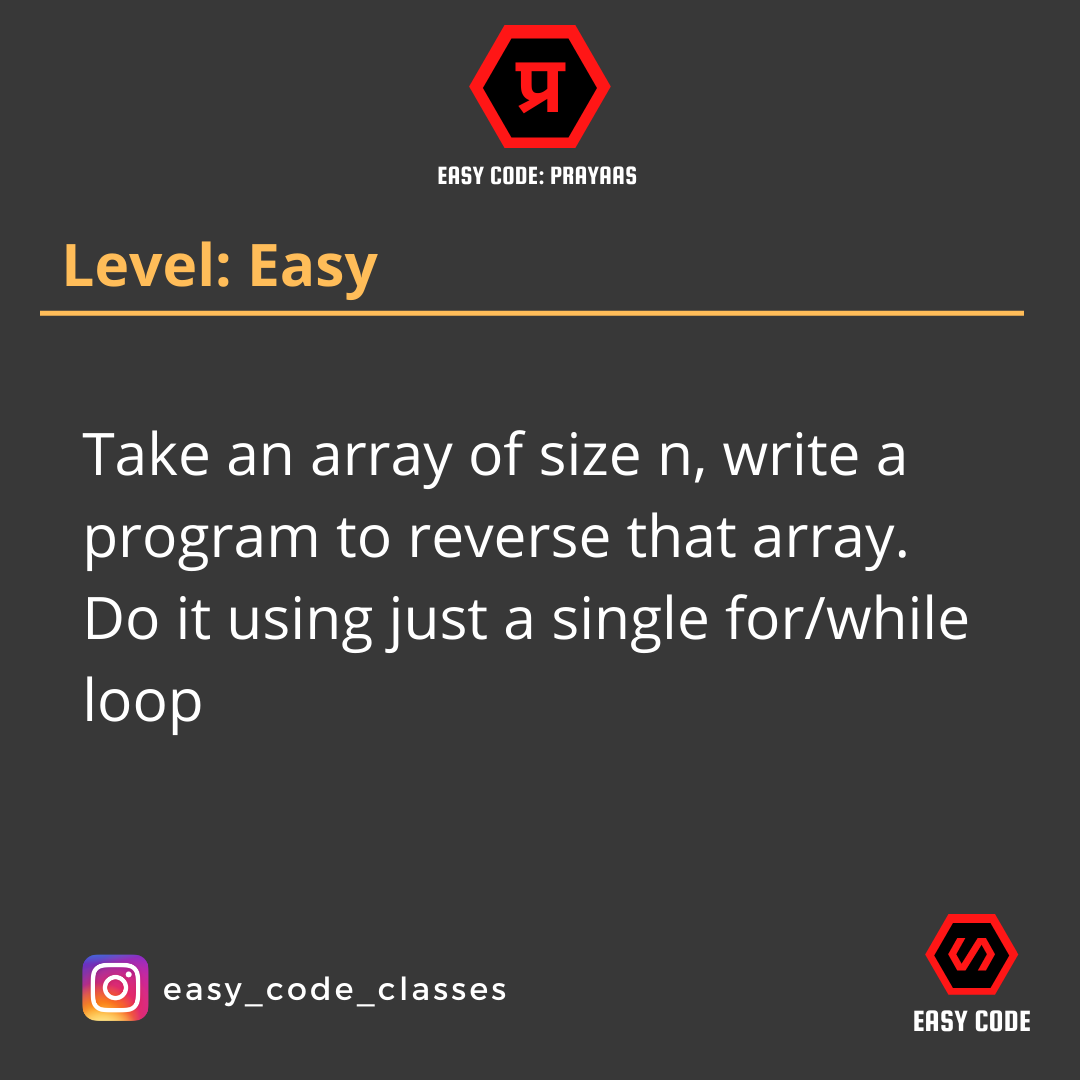 प्र
EASY CODE: PRAYAAS
Level: Easy
Take an array of size n, write a
program to reverse that array.
Do it using just a single for/while
loop
easy_code_classes
EASY CODE